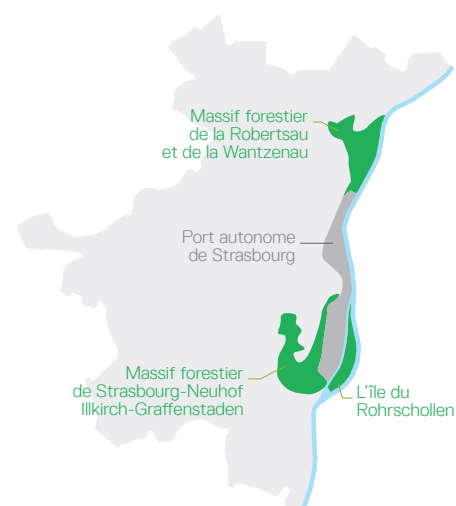 Massif forestier
de la Robertsau
et de la Wantzenau
Port autonome
de Strasbourg
Massif forestier
de Strasbourg-Neuhof
Illkirch-Graffenstaden
L'île du
Rohrschollen